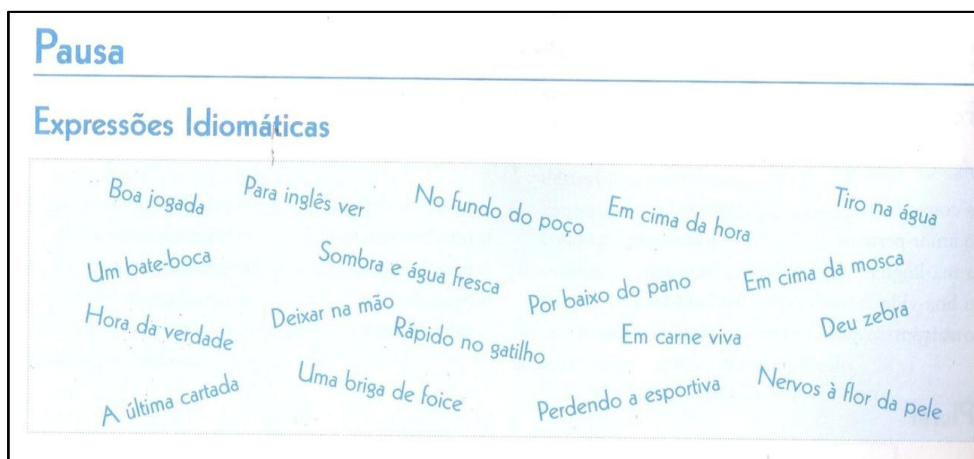 Pausa
Expressões Idiomáticas
Boa jogada
Para inglês ver
No fundo do poço
Em cima da hora
Tiro na água
Um bate-boca
Sombra e água fresca
Por baixo do pano
Em cima da mosca
Hora da verdade
Deixar na mão
Rápido no gatilho
Em carne viva
Deu zebra
A última cartada
Uma briga de foice
Perdendo a esportiva
Nervos à flor da pele